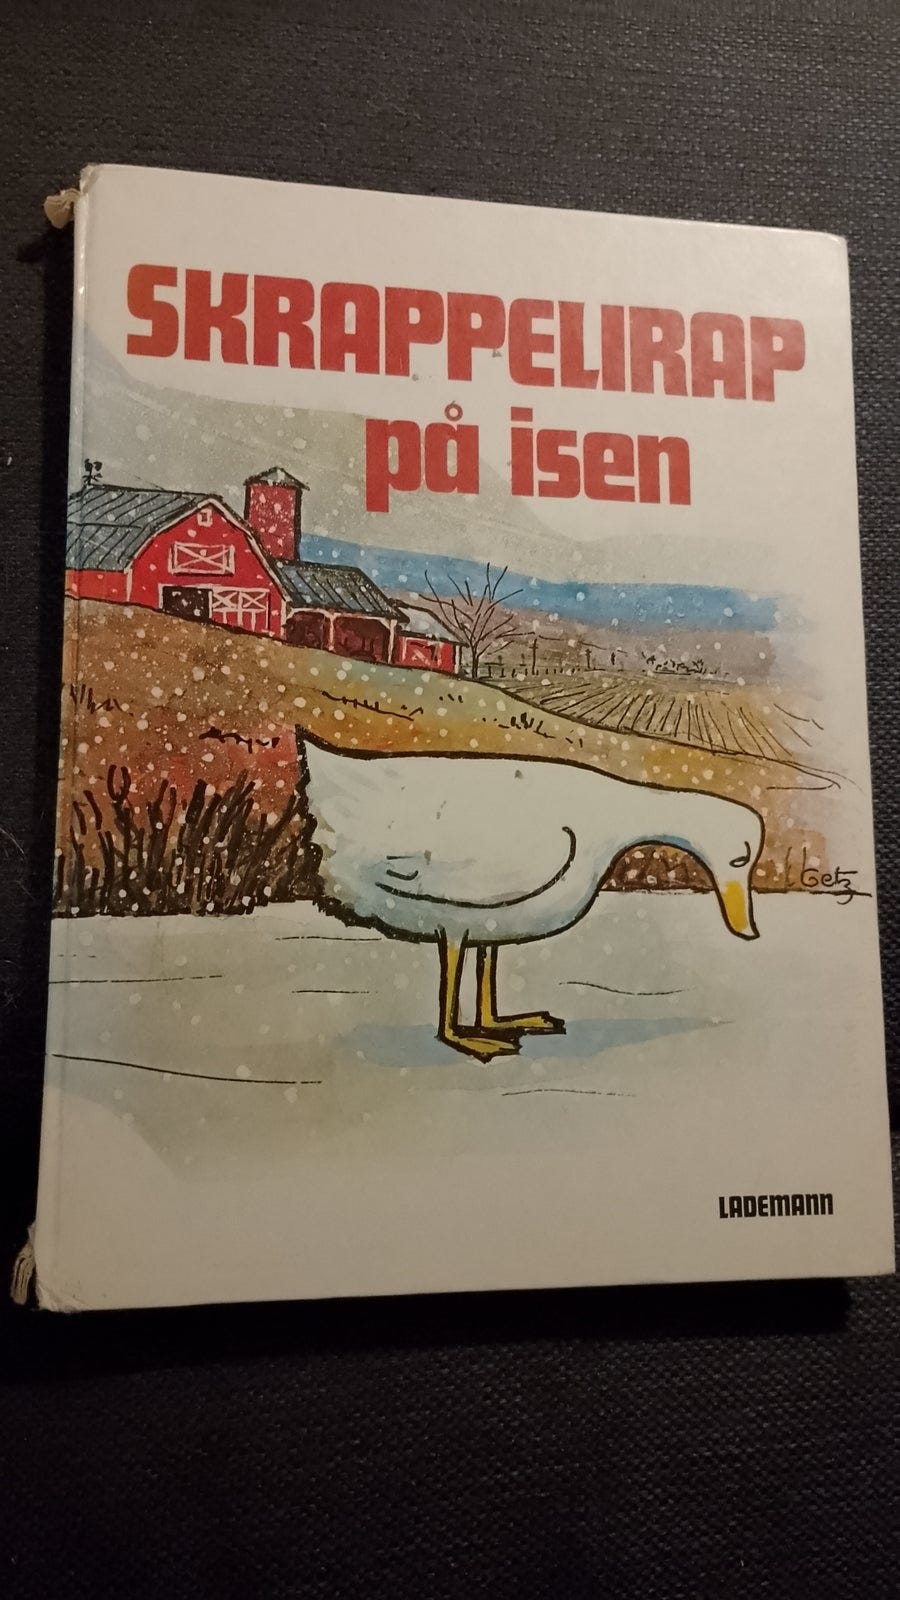 SKRAPPELIRAP
på isen
Getz
LADEMANN